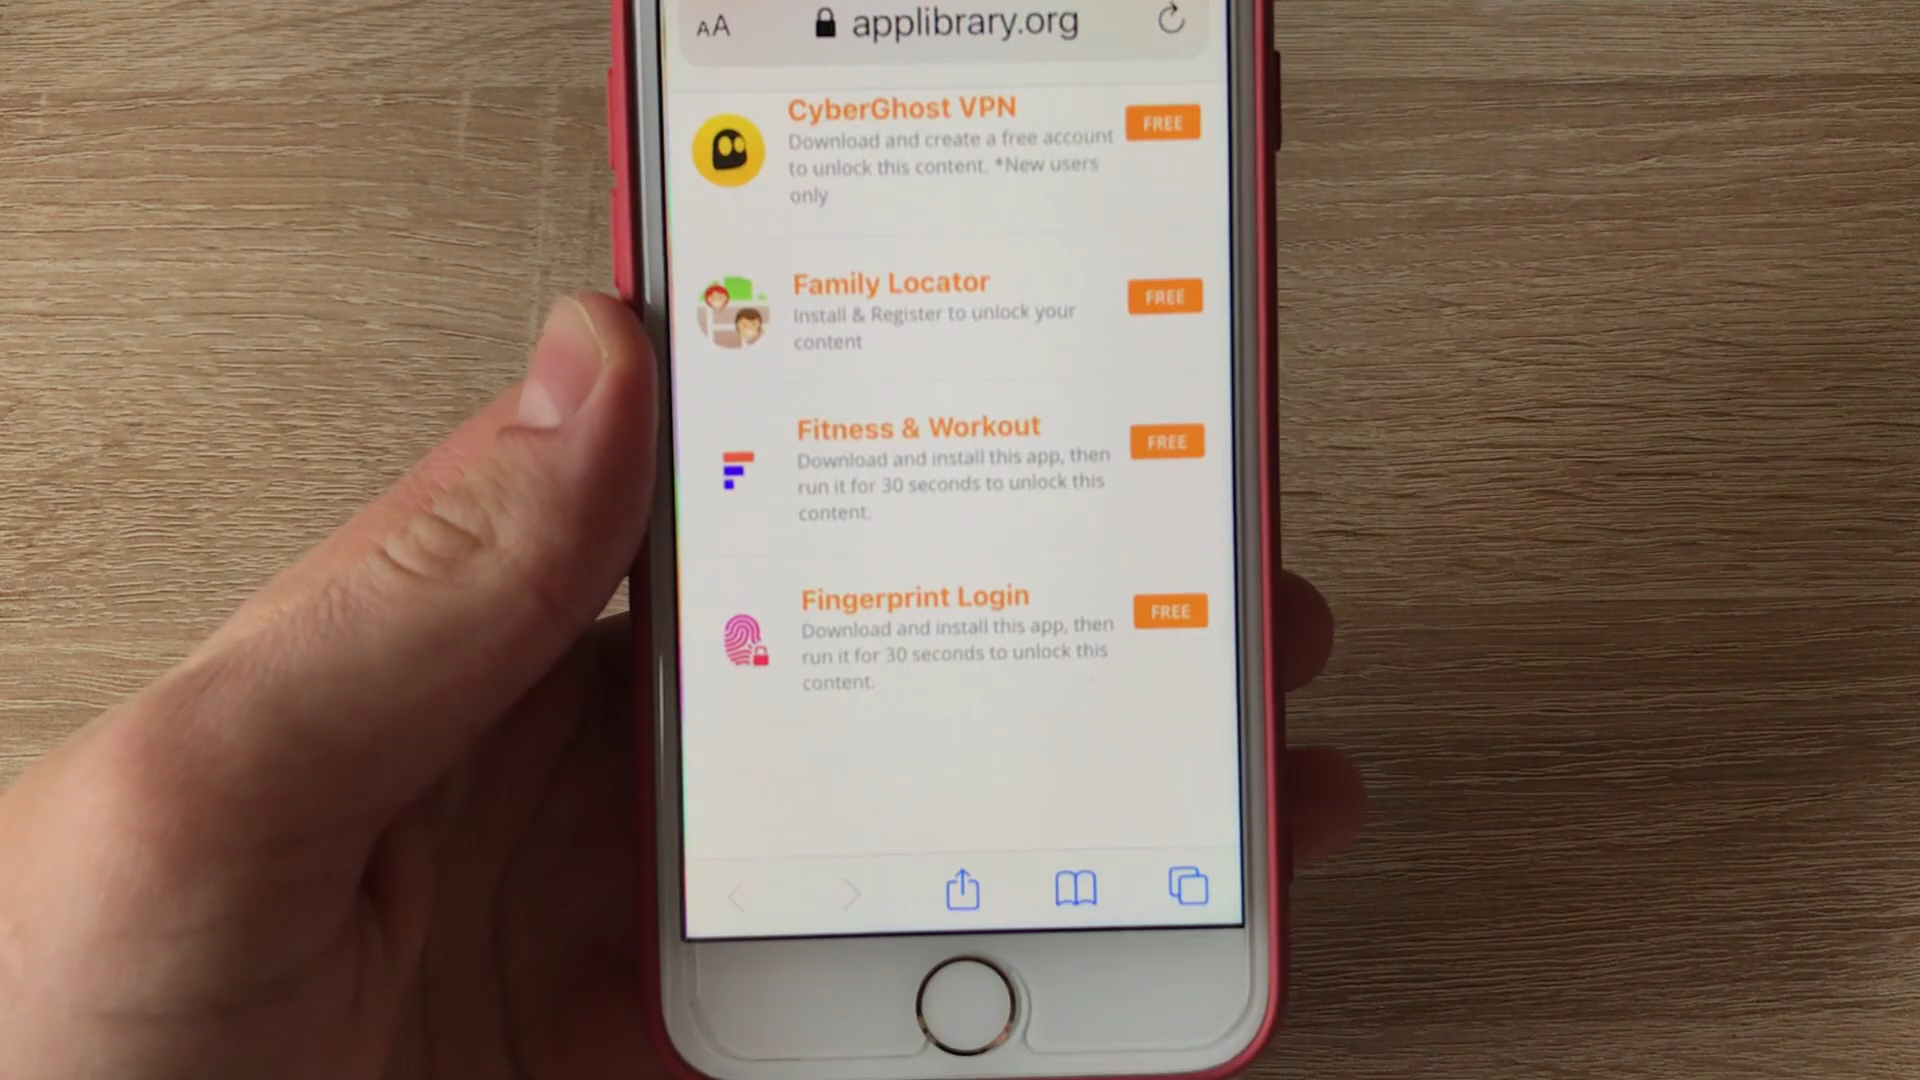 AA applibrary.org
CyberGhost VPN
FREE
Download and create a free account
to unlock this content. *New users
only
Family Locator
FREE
Install & Register to unlock your
content
Fitness & Workout
FREE
Download and install this app, then
run it for 30 seconds to unlock this
content.
Fingerprint Login
FREE
Download and install this app, then
run it for 30 seconds to unlock this
content.